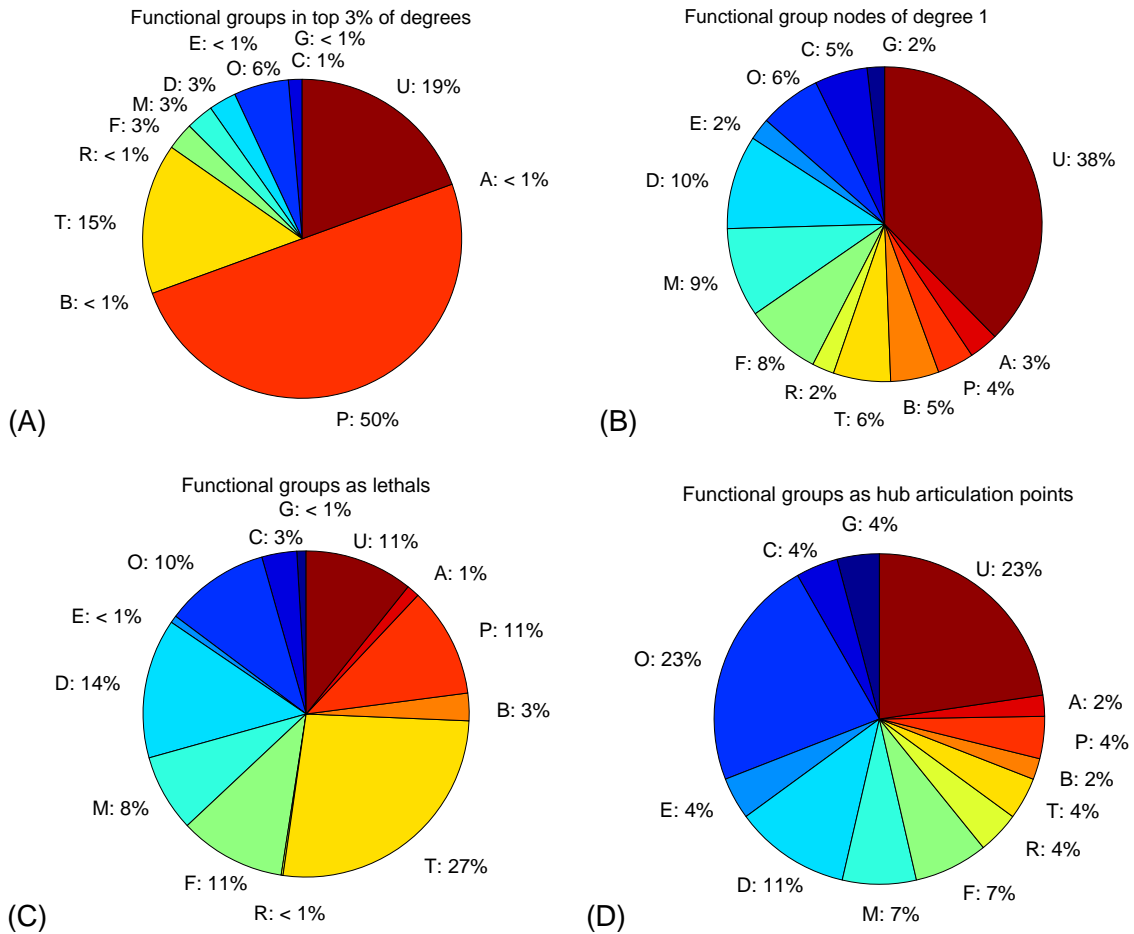 Functional groups in top 3% of degrees
E: < 1%
G: < 1%
O: 6%
C: 1%
D: 3%
U: 19%
M: 3%
F: 3%
R: < 1%
A: < 1%
T: 15%
B: < 1%
P: 50%
(A)
Functional group nodes of degree 1
C: 5%
G: 2%
O: 6%
E: 2%
U: 38%
D: 10%
M: 9%
F: 8%
A: 3%
R: 2%
P: 4%
B: 5%
T: 6%
(B)
Functional groups as lethals
G: < 1%
C: 3%
U: 11%
O: 10%
A: 1%
E: < 1%
P: 11%
D: 14%
B: 3%
M: 8%
T: 27%
F: 11%
R: < 1%
(C)
Functional groups as hub articulation points
G: 4%
C: 4%
U: 23%
O: 23%
A: 2%
P: 4%
B: 2%
E: 4%
T: 4%
R: 4%
D: 11%
F: 7%
M: 7%
(D)